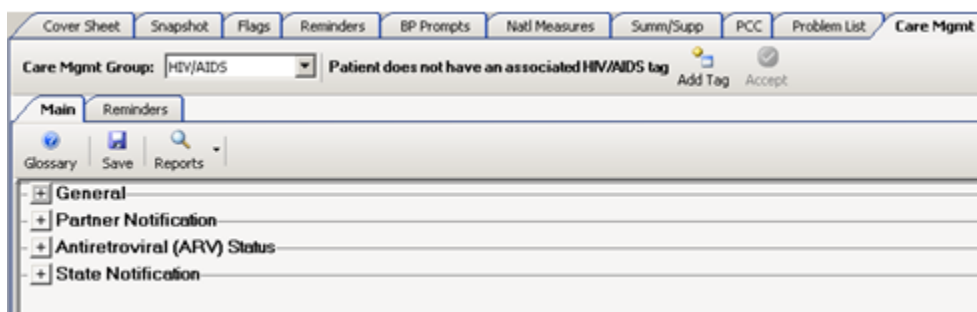 Cover Sheet Snapshot Flags Reminders BP Prompts Natl Measures Summ/Supp PCC Problem List Care Mgmt
Care Mgmt Group: HIV/AIDS Patient does not have an associated HIV/AIDS tag Add Tag Accept
Main Reminders
Glossary Save Reports
General
Partner Notification
Antiretroviral (ARV) Status
State Notification